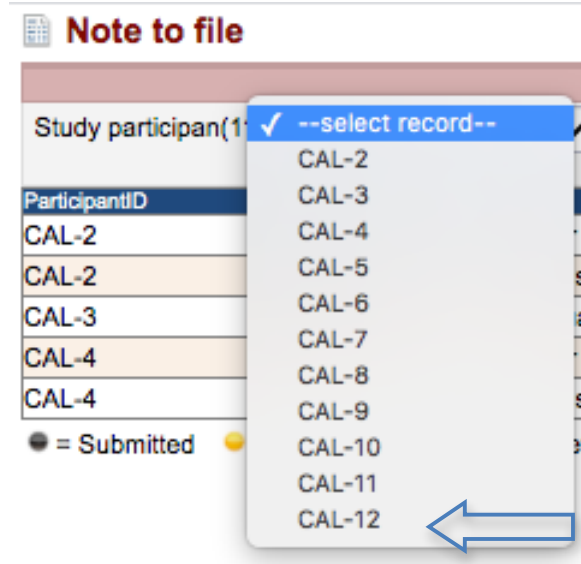 Note to file
Study participan(1
--select record--
CAL-2
CAL-3
CAL-4
CAL-5
CAL-6
CAL-7
CAL-8
CAL-9
CAL-10
CAL-11
CAL-12
ParticipantID
CAL-2
CAL-2
CAL-3
CAL-4
CAL-4
= Submitted